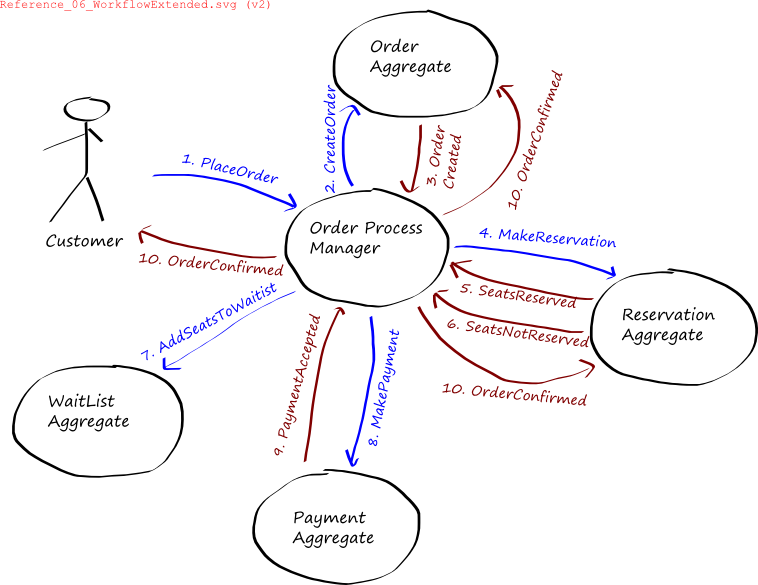 Reference_06_WorkflowExtended.svg (v2)
Order
Aggregate
2. CreateOrder
3. Order
Created
10. OrderConfirmed
1. PlaceOrder
Customer
Order Process
Manager
4. MakeReservation
10. OrderConfirmed
5. SeatsReserved
6. SeatsNotReserved
Reservation
Aggregate
7. AddSeatsToWaitist
10. OrderConfirmed
WaitList
Aggregate
9. PaymentAccepted
8. MakePayment
Payment
Aggregate